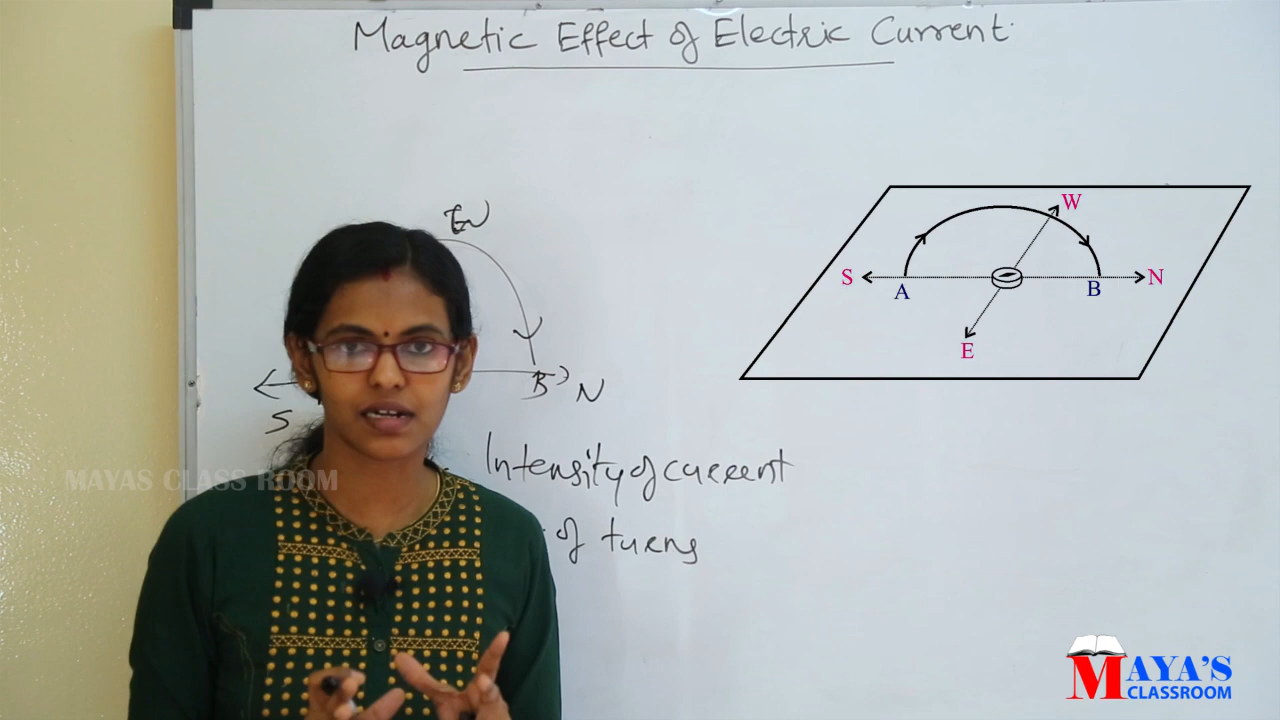 Magnetic Effect of Electric Current.
W
S
A
B
N
E
B
N
S
Intensity of current
of turns
MAYAS CLASS ROOM
MAYA'S
CLASSROOM